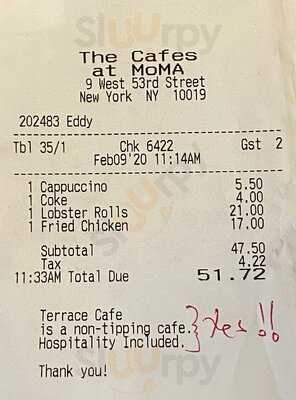 The Cafes
at MoMA
9 West 53rd Street
New York NY 10019
202483 Eddy
Tbl 35/1 Chk 6422 Gst 2
Feb09'20 11:14AM
1 Cappuccino 5.50
1 Coke 4.00
1 Lobster Rolls 21.00
1 Fried Chicken 17.00
Subtotal 47.50
Tax 4.22
11:33AM Total Due 51.72
Terrace Cafe
is a non-tipping cafe.
Hospitality Included.
Yes!!
Thank you!
Sluurpy